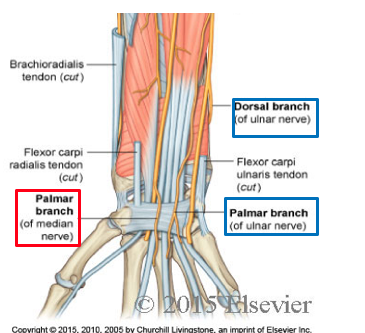 Brachioradialis
tendon (cut)
Dorsal branch
(of ulnar nerve)
Flexor carpi
radialis tendon
(cut)
Flexor carpi
ulnaris tendon
(cut)
Palmar
branch
(of median
nerve)
Palmar branch
(of ulnar nerve)
© 2015 Elsevier
Copyright © 2015, 2010, 2005 by Churchill Livingstone, an imprint of Elsevier Inc.